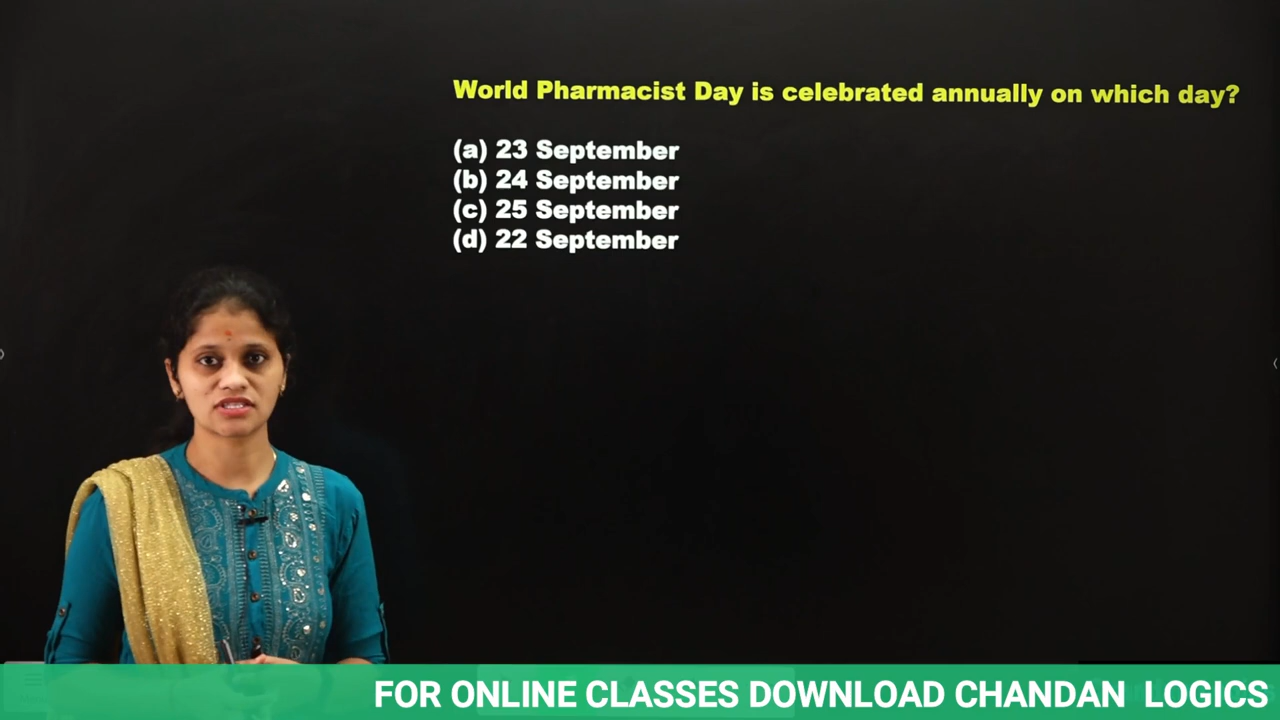 World Pharmacist Day is celebrated annually on which day?
(a) 23 September
(b) 24 September
(c) 25 September
(d) 22 September
FOR ONLINE CLASSES DOWNLOAD CHANDAN LOGICS